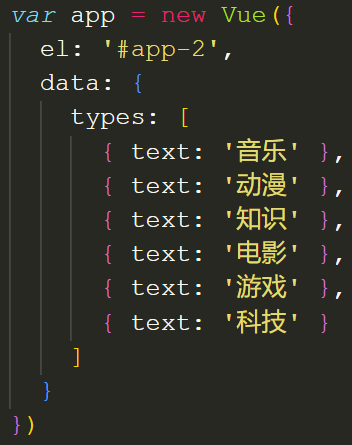 var app = new Vue({
  el: '#app-2',
  data: {
    types: [
      { text: '音乐' },
      { text: '动漫' },
      { text: '知识' },
      { text: '电影' },
      { text: '游戏' },
      { text: '科技' }
    ]
  }
})